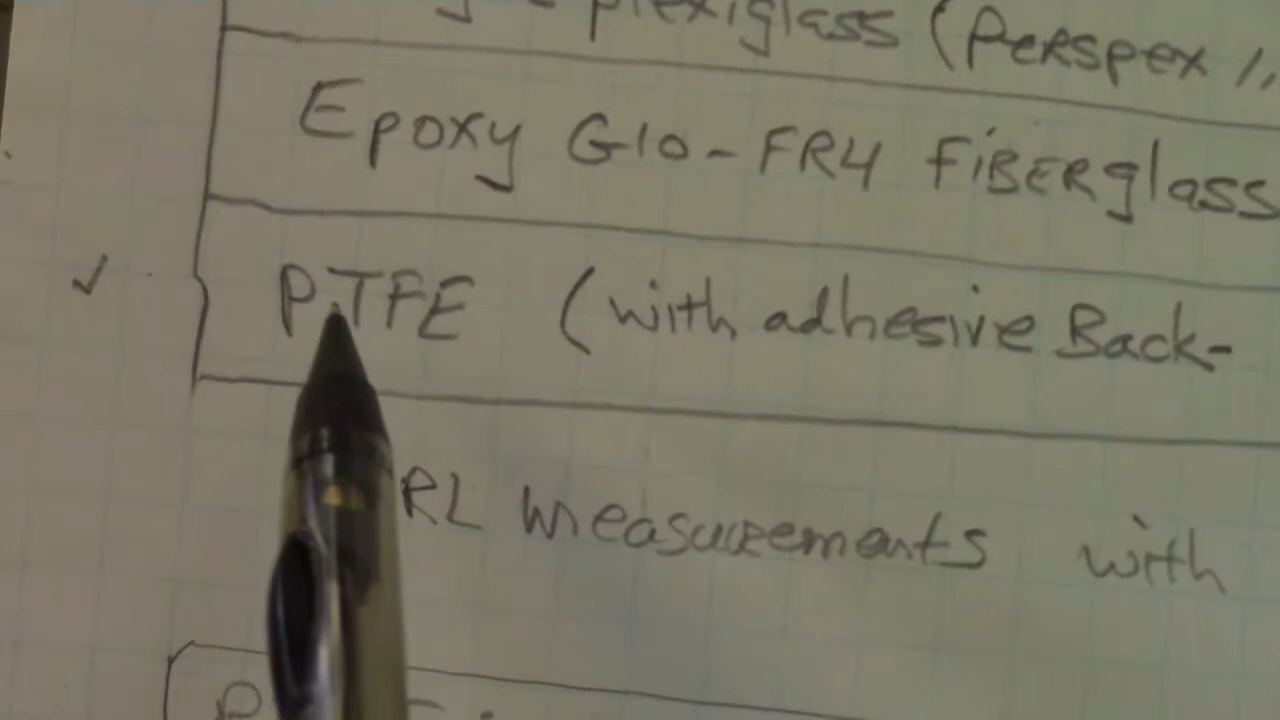 plexiglass (Perspex
Epoxy G10-FR4 FiBERglass
✓ PTFE (with adhesive Back-
RL measurements with